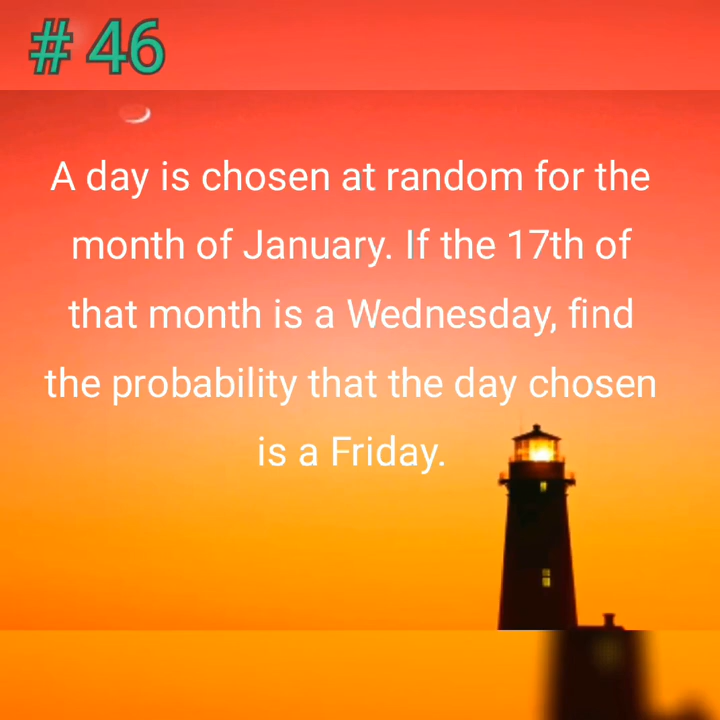 # 46
A day is chosen at random for the
month of January. If the 17th of
that month is a Wednesday, find
the probability that the day chosen
is a Friday.